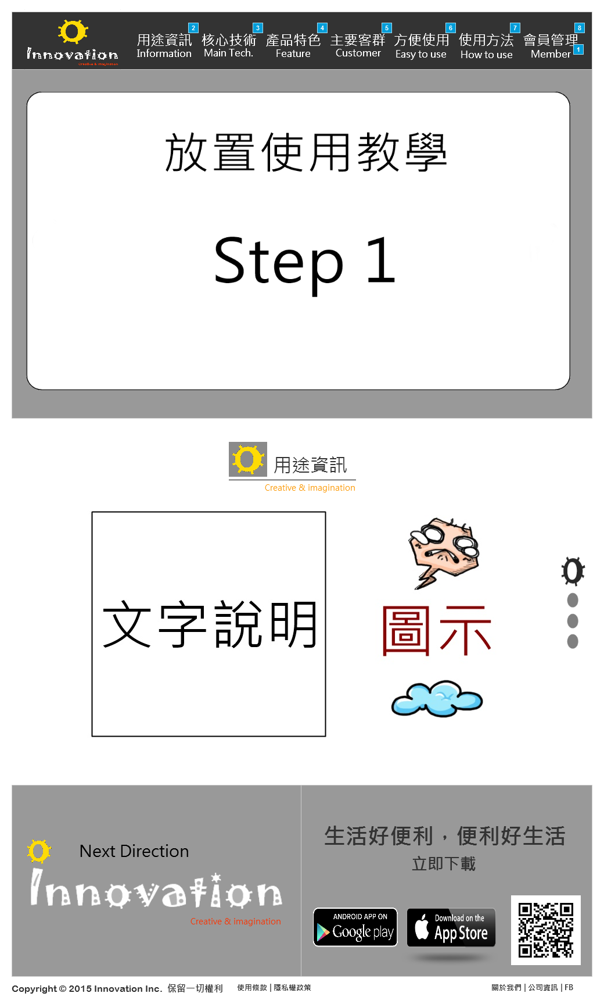 2 3 4 5 6 7 8
用途資訊 核心技術 產品特色 主要客群 方便使用 使用方法 會員管理
Innovation Information Main Tech. Feature Customer Easy to use How to use Member 1
Creative & imagination
放置使用教學
Step 1
用途資訊
Creative & imagination
文字說明
圖示
Next Direction
Innovation
Creative & imagination
生活好便利，便利好生活
立即下載
ANDROID APP ON
Google play
Download on the
App Store
Copyright © 2015 Innovation Inc. 保留一切權利 使用條款 | 隱私權政策 關於我們 | 公司資訊 | FB